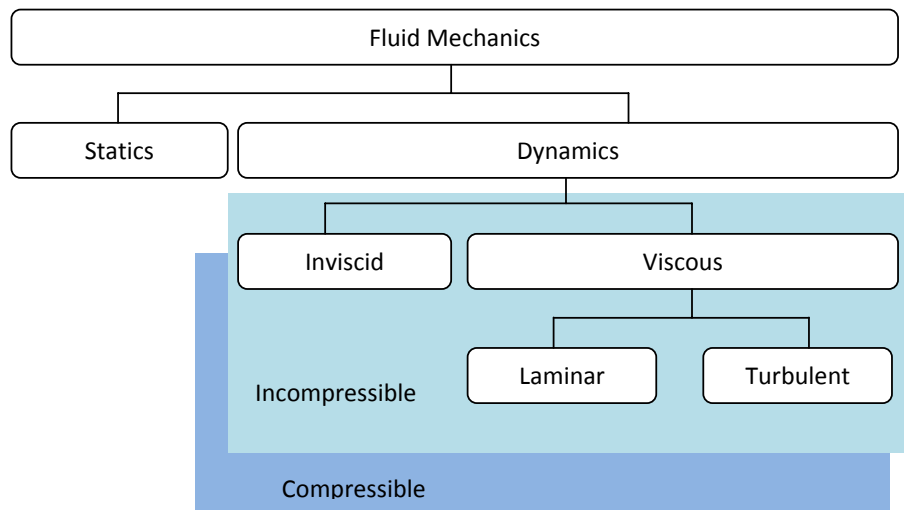 Fluid Mechanics
Statics
Dynamics
Inviscid
Viscous
Laminar
Turbulent
Incompressible
Compressible